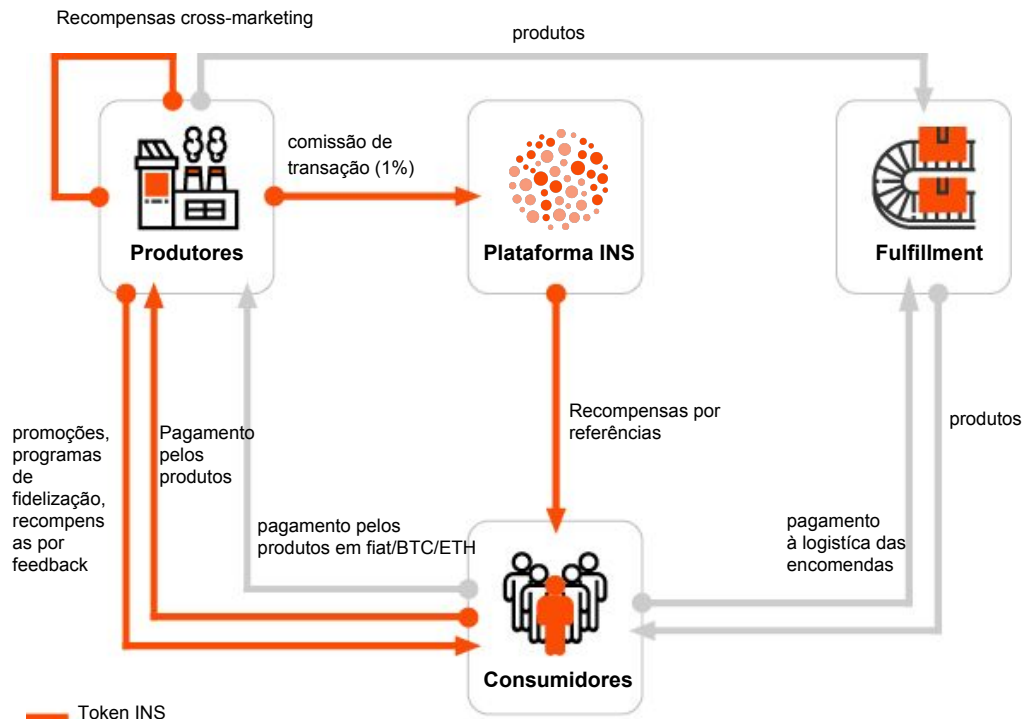 Recompensas cross-marketing
produtos
comissão de
transação (1%)
Produtores
Plataforma INS
Fulfillment
promoções,
programas
de
fidelização,
recompens
as por
feedback
Pagamento
pelos
produtos
Recompensas por
referências
produtos
pagamento pelos
produtos em fiat/BTC/ETH
pagamento
à logistíca das
encomendas
Consumidores
Token INS